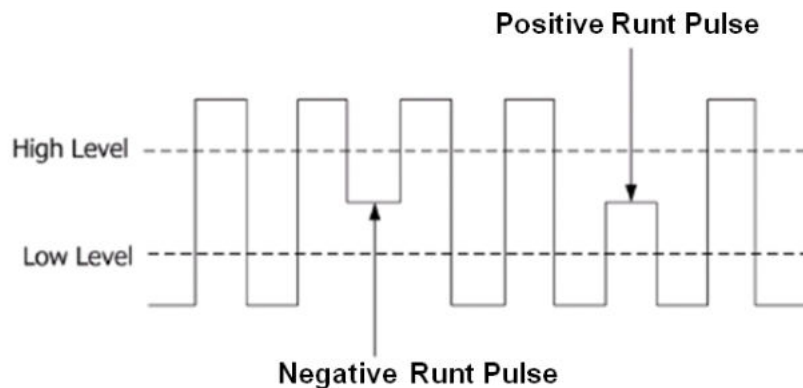 Positive Runt Pulse
High Level
Low Level
Negative Runt Pulse